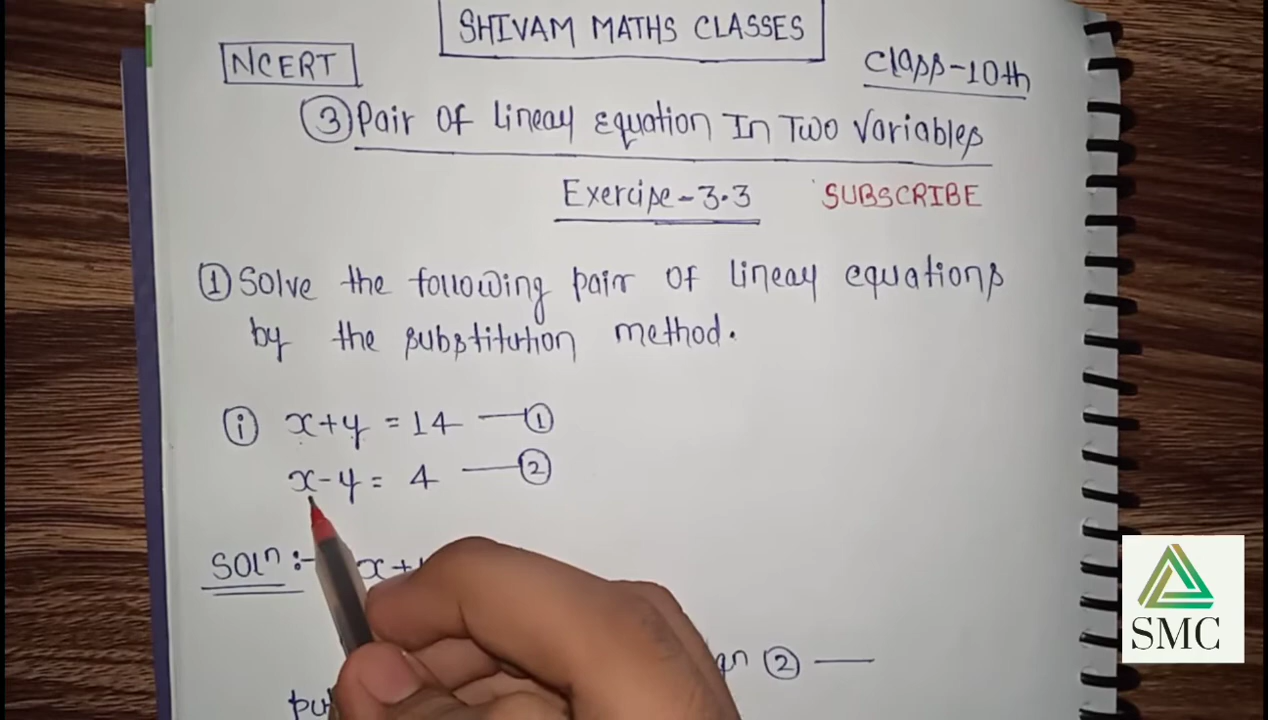 SHIVAM MATHS CLASSES
NCERT
Class-10th
③ Pair Of linear Equation In Two Variables
Exercise-3.3 SUBSCRIBE
① Solve the following pair of linear equations
by the substitution method.
(i) x+y = 14 — ①
x-y = 4 — ②
Solⁿ :- x+
②  —
SMC